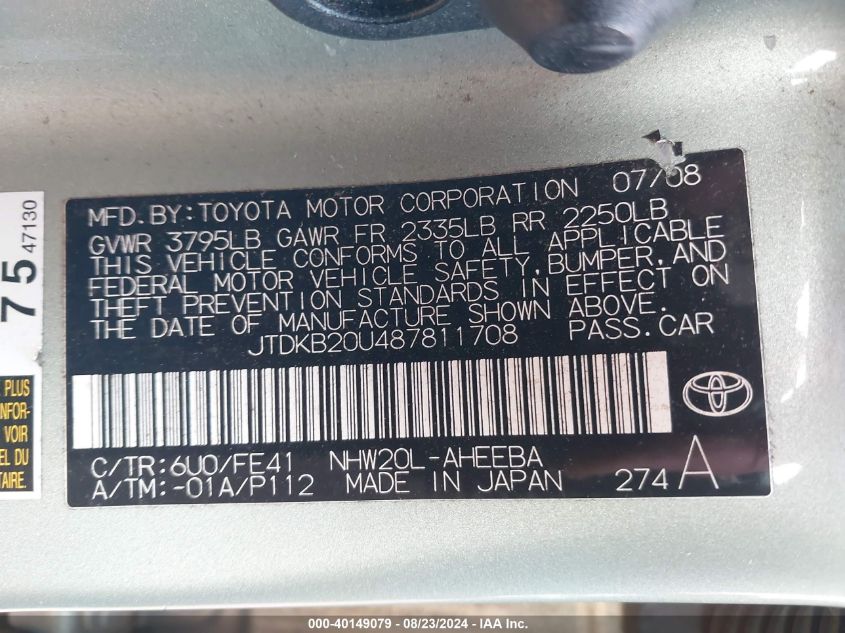 MFD. BY: TOYOTA MOTOR CORPORATION 07/08
GVWR 3795LB GAWR FR 2335LB RR 2250LB
THIS VEHICLE CONFORMS TO ALL APPLICABLE
FEDERAL MOTOR VEHICLE SAFETY, BUMPER, AND
THEFT PREVENTION STANDARDS IN EFFECT ON
THE DATE OF MANUFACTURE SHOWN ABOVE.
JTDKB20U487811708 PASS. CAR
C/TR: 6U0/FE41 NHW20L-AHEEBA
A/TM: -01A/P112 MADE IN JAPAN 274 A
75 47130
PLUS
VOIR
DU
TAIRE.
000-40149079 - 08/23/2024 - IAA Inc.